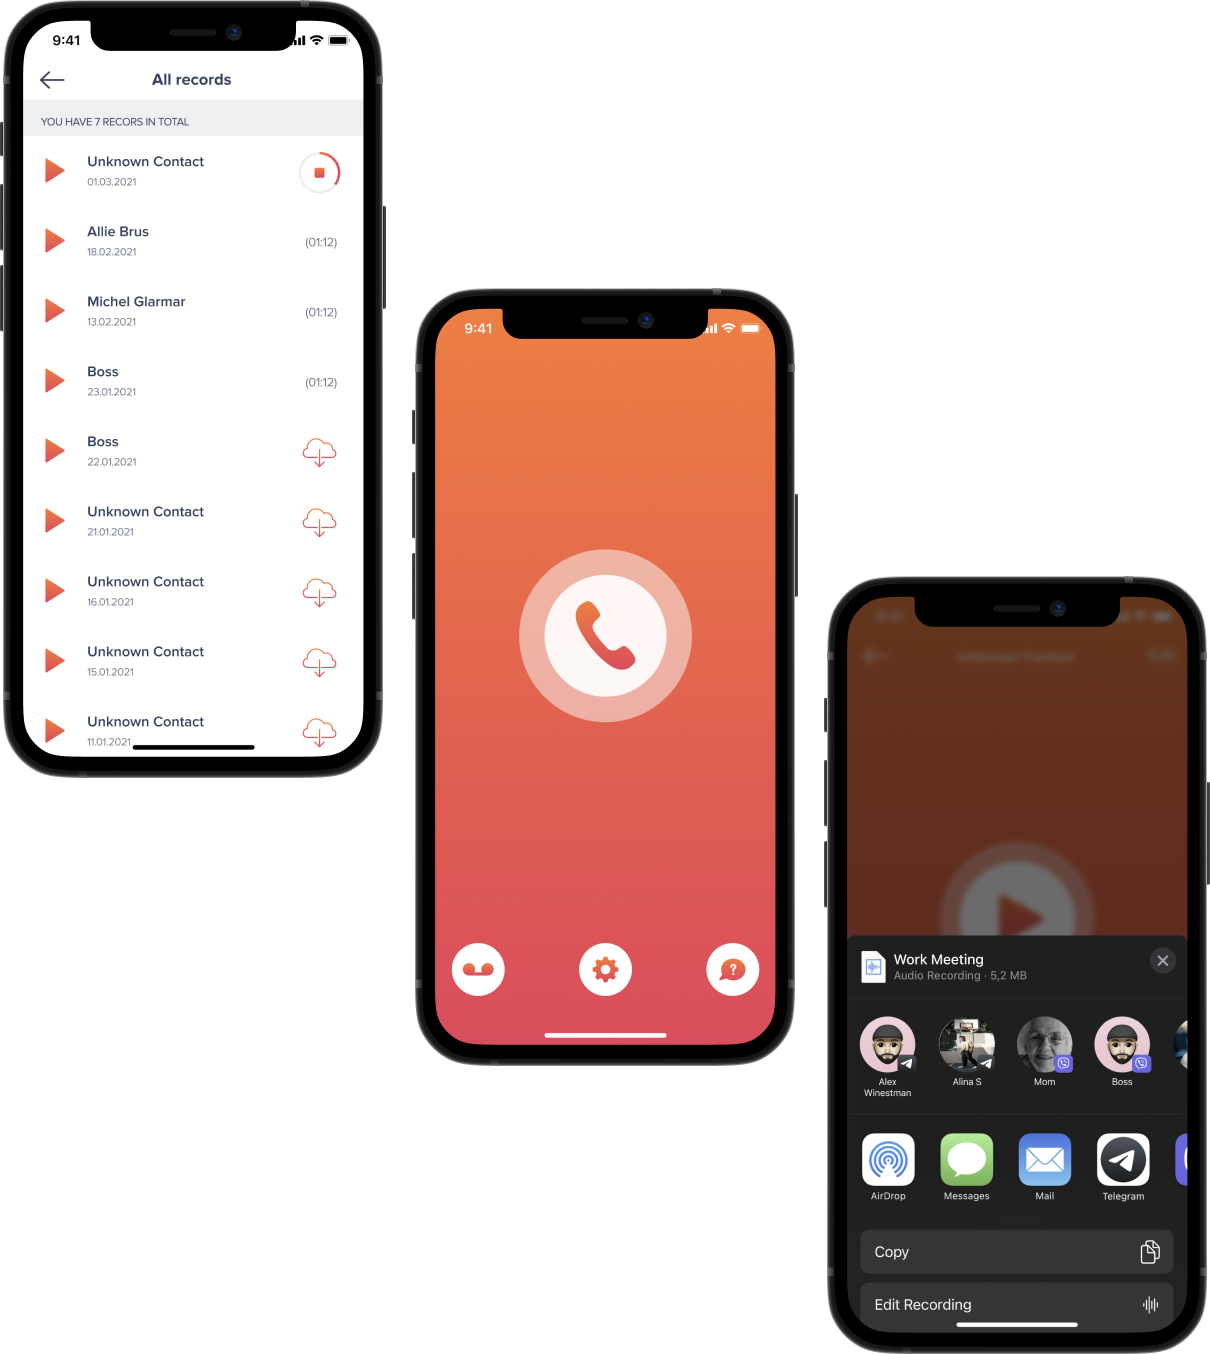 9:41
All records
YOU HAVE 7 RECORS IN TOTAL
Unknown Contact
01.03.2021
Allie Brus
18.02.2021
(01:12)
Michel Glarmar
13.02.2021
(01:12)
Boss
23.01.2021
(01:12)
Boss
22.01.2021
Unknown Contact
21.01.2021
Unknown Contact
16.01.2021
Unknown Contact
15.01.2021
Unknown Contact
11.01.2021
9:41
?
Unknown Contact
Work Meeting
Audio Recording · 5,2 MB
Alex
Winestman
Alina S
Mom
Boss
AirDrop
Messages
Mail
Telegram
Copy
Edit Recording